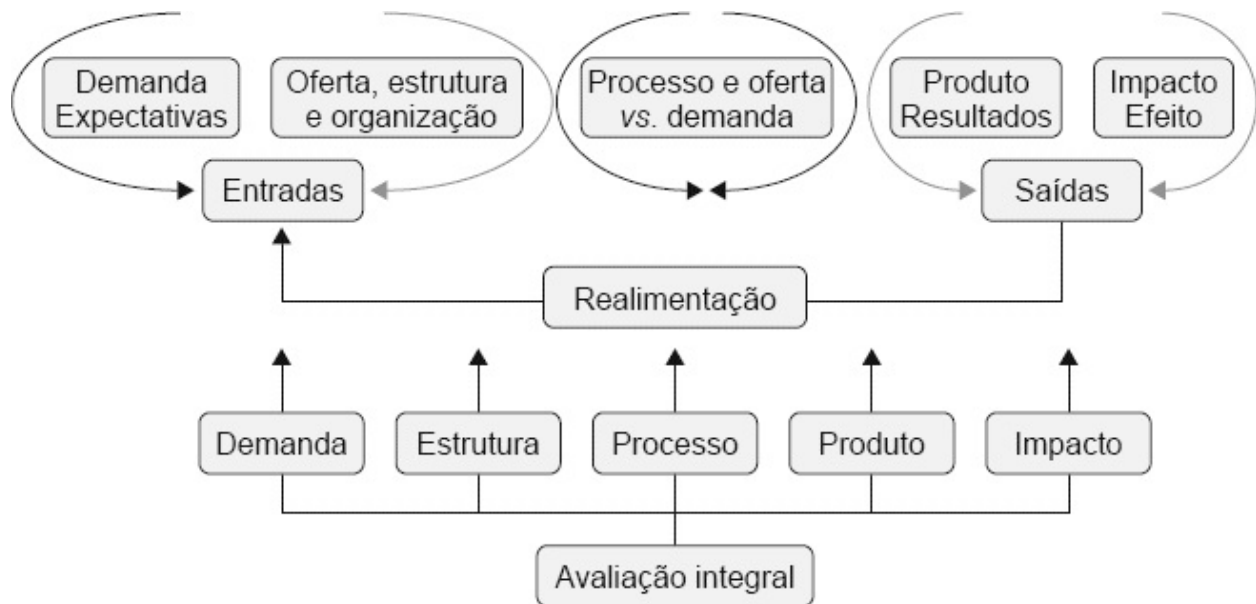 Demanda
Expectativas
Oferta, estrutura
e organização
Processo e oferta
vs. demanda
Produto
Resultados
Impacto
Efeito
Entradas
Saídas
Realimentação
Demanda
Estrutura
Processo
Produto
Impacto
Avaliação integral